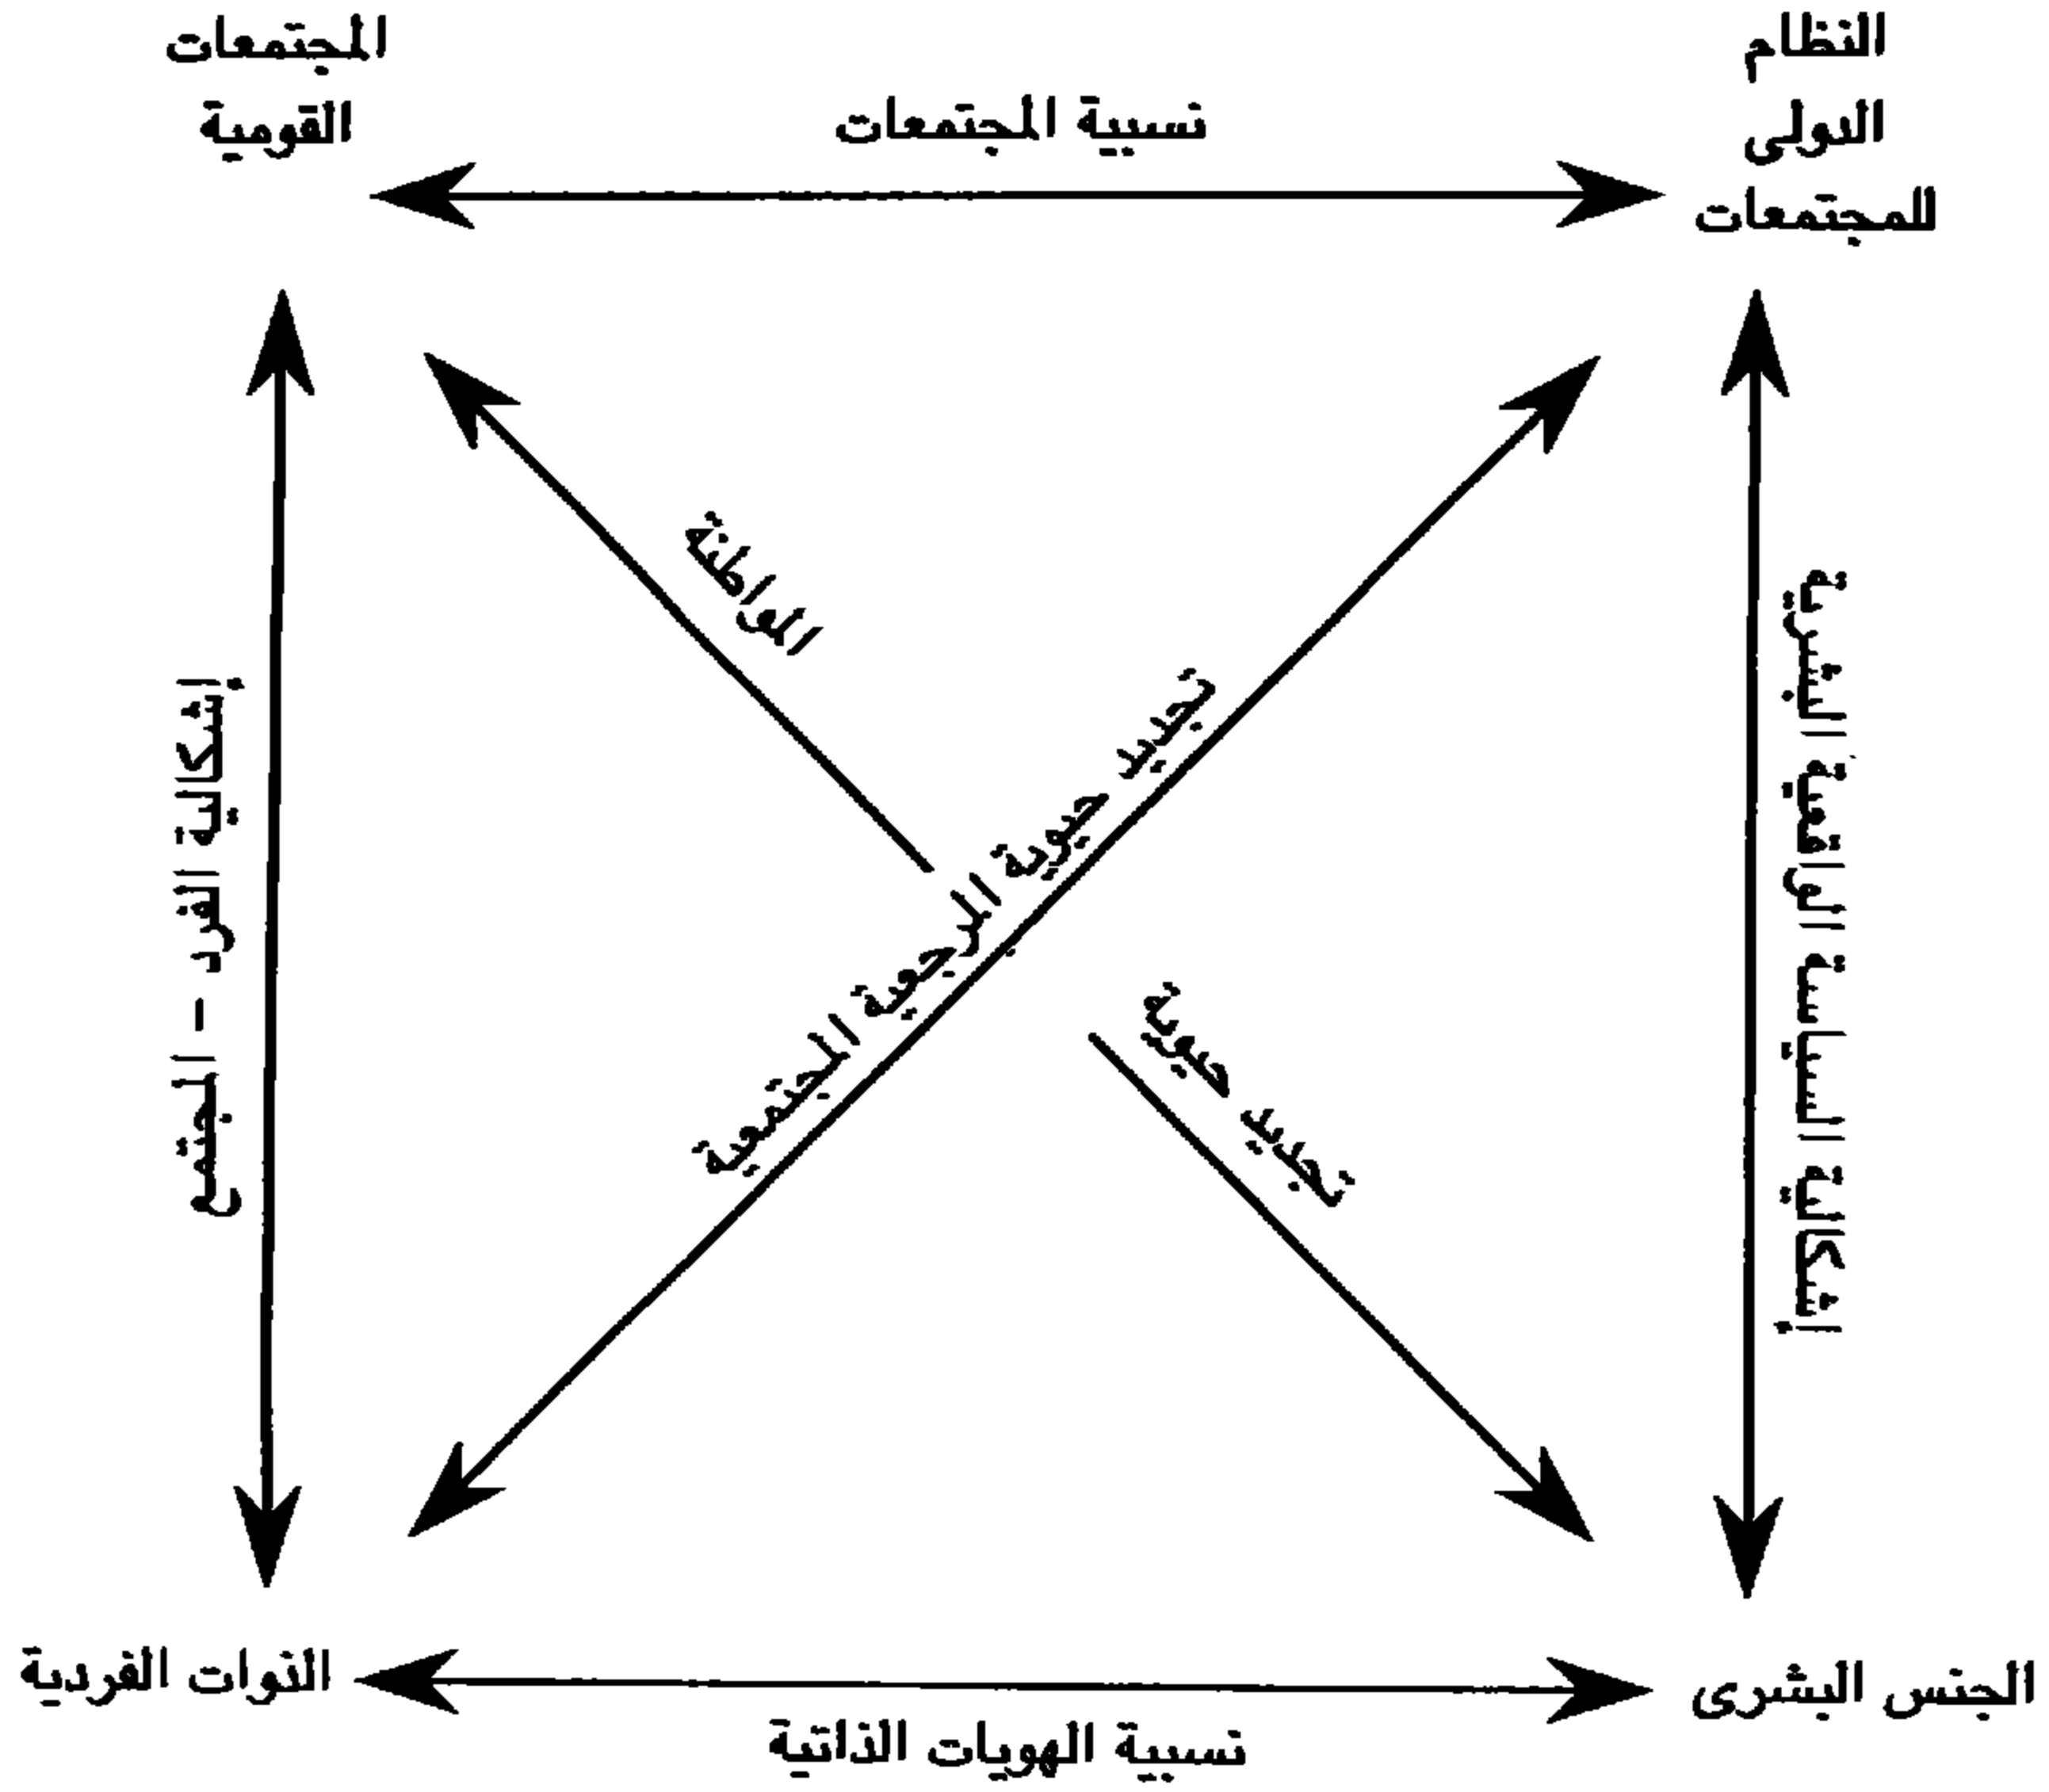 النظام
الدولى
للمجتمعات
نسبية المجتمعات
المجتمعات
القومية
المواطنة
تجديد حيوية المرجعية المجتمعية
تجديد حيوية
إشكالية السياسة الواقعية البشرية
إشكالية الفرد - المجتمع
الجنس البشرى
نسبية الهويات الذاتية
الذوات الفردية